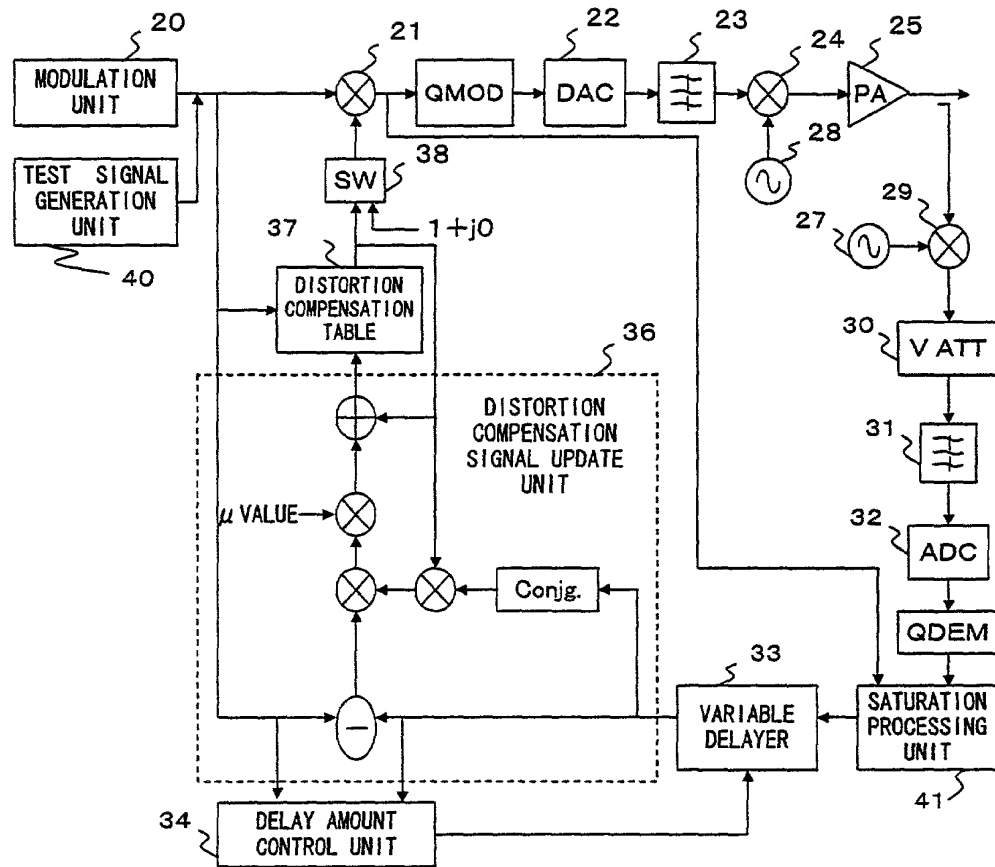 20
MODULATION
UNIT
21
QMOD
22
DAC
23
24
25
PA
TEST SIGNAL
GENERATION
UNIT
40
38
SW
1+j0
28
29
27
37
DISTORTION
COMPENSATION
TABLE
30
V ATT
36
DISTORTION
COMPENSATION
SIGNAL UPDATE
UNIT
31
μ VALUE
32
ADC
Conjg.
QDEM
33
VARIABLE
DELAYER
SATURATION
PROCESSING
UNIT
41
34
DELAY AMOUNT
CONTROL UNIT